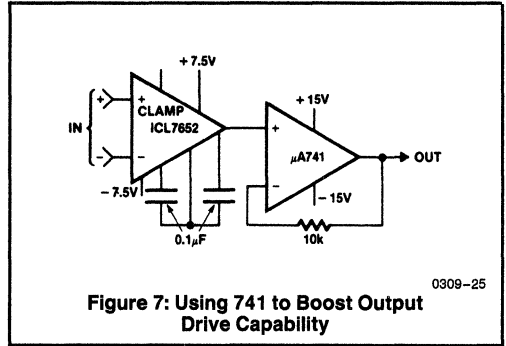 + 7.5V
+
+
CLAMP
ICL7652
IN
-
-
- 7.5V
0.1μF
+ 15V
+
μA741
-
- 15V
OUT
10k
0309-25
Figure 7: Using 741 to Boost Output
Drive Capability